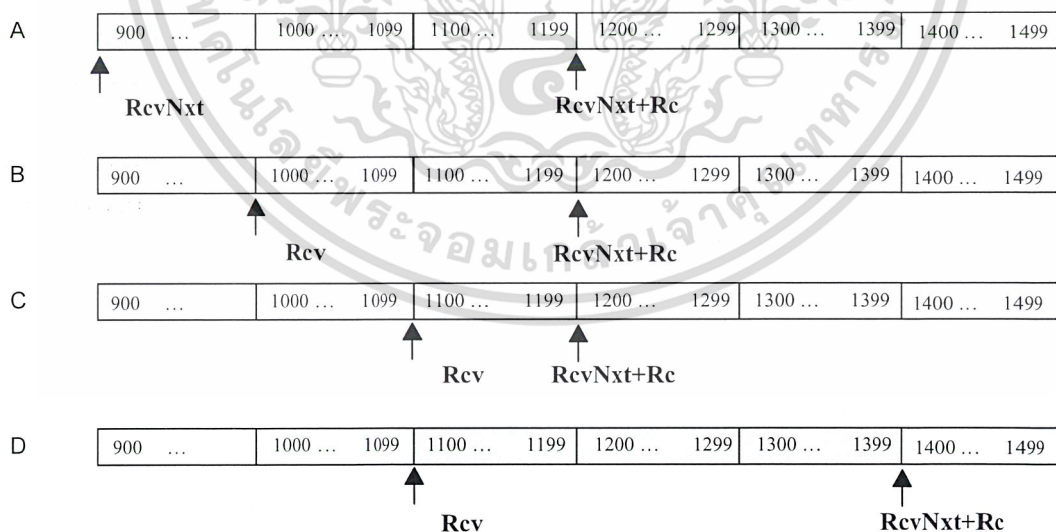 A 900 ... 1000 ... 1099 1100 ... 1199 1200 ... 1299 1300 ... 1399 1400 ... 1499
RcvNxt RcvNxt+Rc
B 900 ... 1000 ... 1099 1100 ... 1199 1200 ... 1299 1300 ... 1399 1400 ... 1499
Rcv RcvNxt+Rc
C 900 ... 1000 ... 1099 1100 ... 1199 1200 ... 1299 1300 ... 1399 1400 ... 1499
Rcv RcvNxt+Rc
D 900 ... 1000 ... 1099 1100 ... 1199 1200 ... 1299 1300 ... 1399 1400 ... 1499
Rcv RcvNxt+Rc